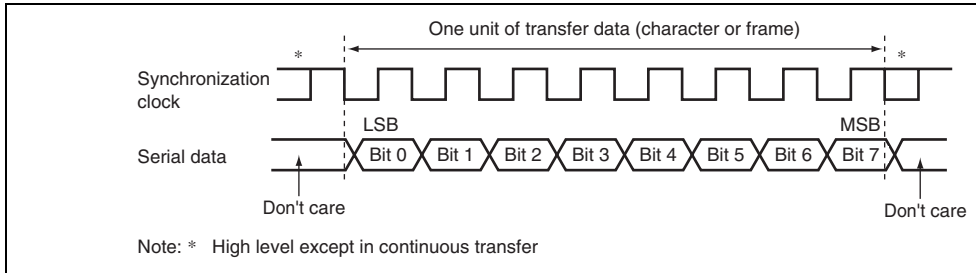 One unit of transfer data (character or frame)
* *
Synchronization
clock
LSB MSB
Serial data Bit 0 Bit 1 Bit 2 Bit 3 Bit 4 Bit 5 Bit 6 Bit 7
Don't care Don't care
Note: * High level except in continuous transfer